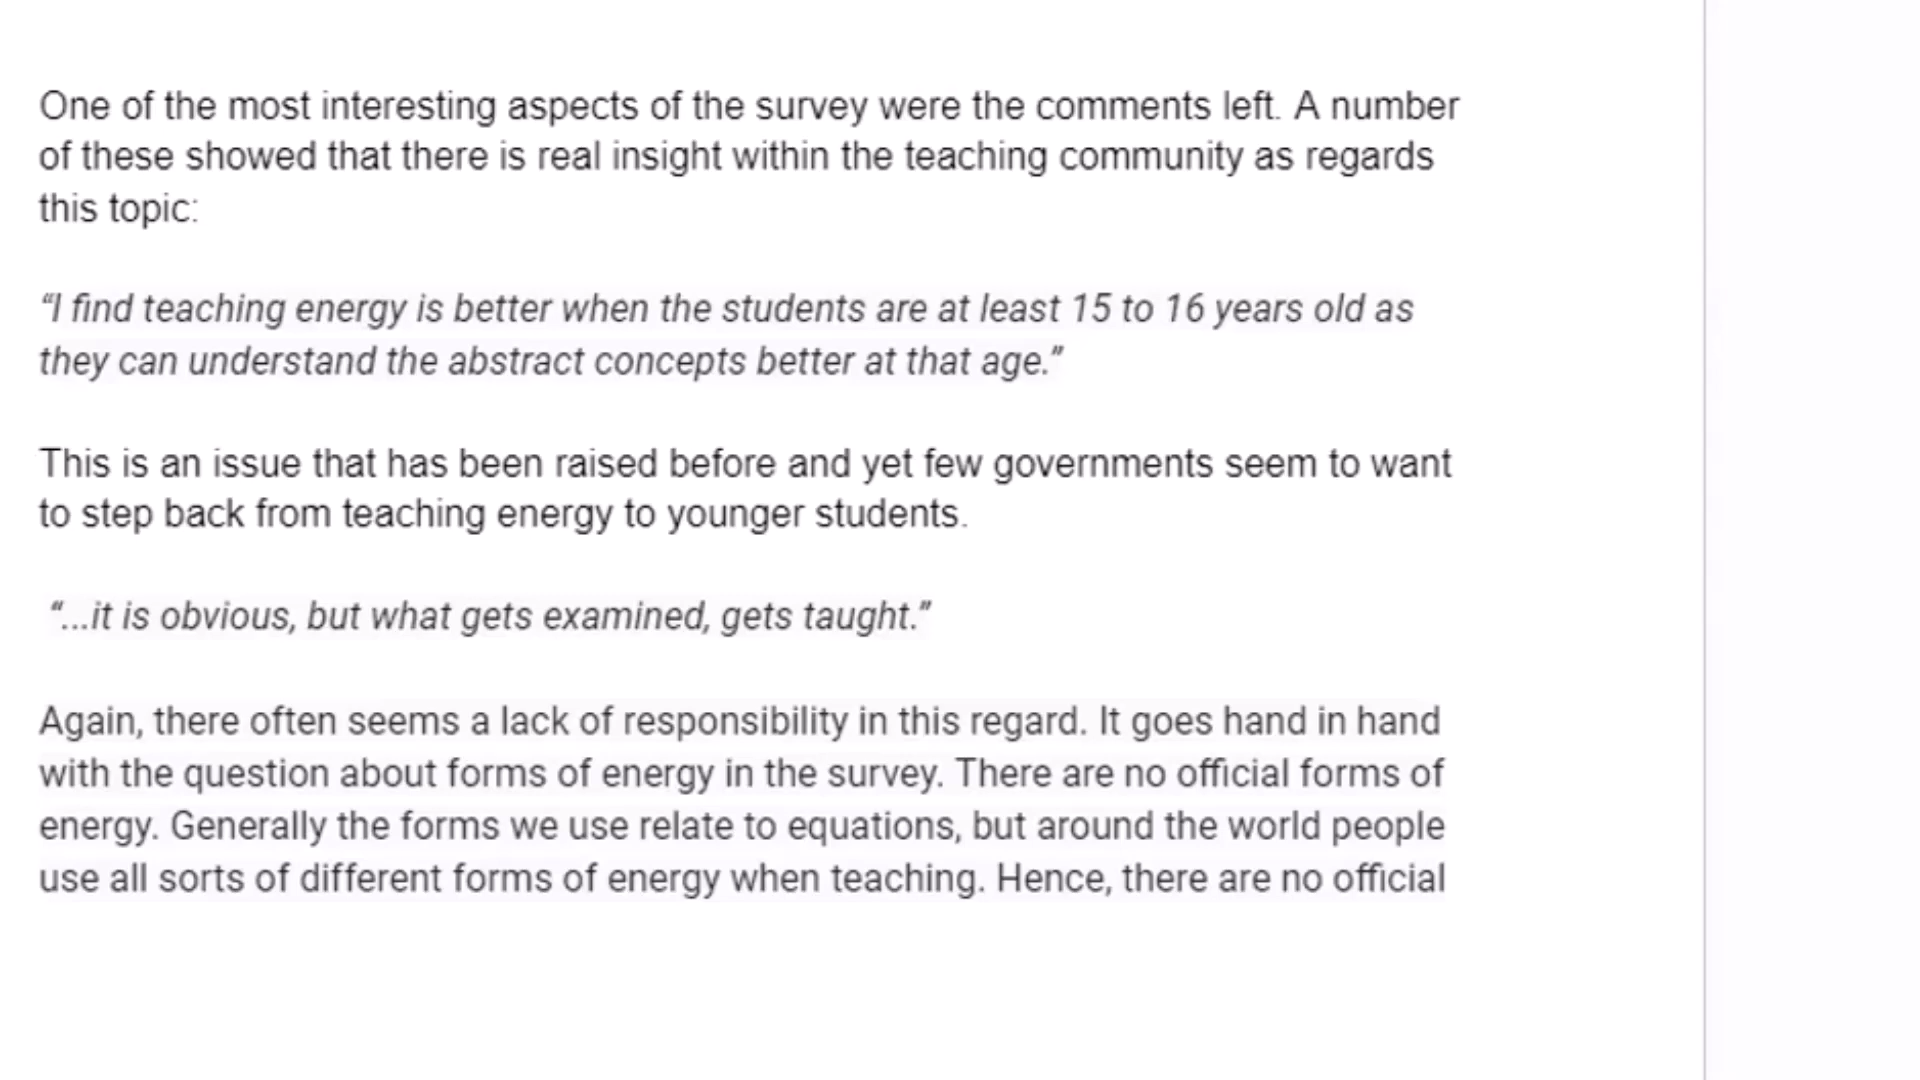 One of the most interesting aspects of the survey were the comments left. A number
of these showed that there is real insight within the teaching community as regards
this topic:
“I find teaching energy is better when the students are at least 15 to 16 years old as
they can understand the abstract concepts better at that age.”
This is an issue that has been raised before and yet few governments seem to want
to step back from teaching energy to younger students.
“...it is obvious, but what gets examined, gets taught.”
Again, there often seems a lack of responsibility in this regard. It goes hand in hand
with the question about forms of energy in the survey. There are no official forms of
energy. Generally the forms we use relate to equations, but around the world people
use all sorts of different forms of energy when teaching. Hence, there are no official